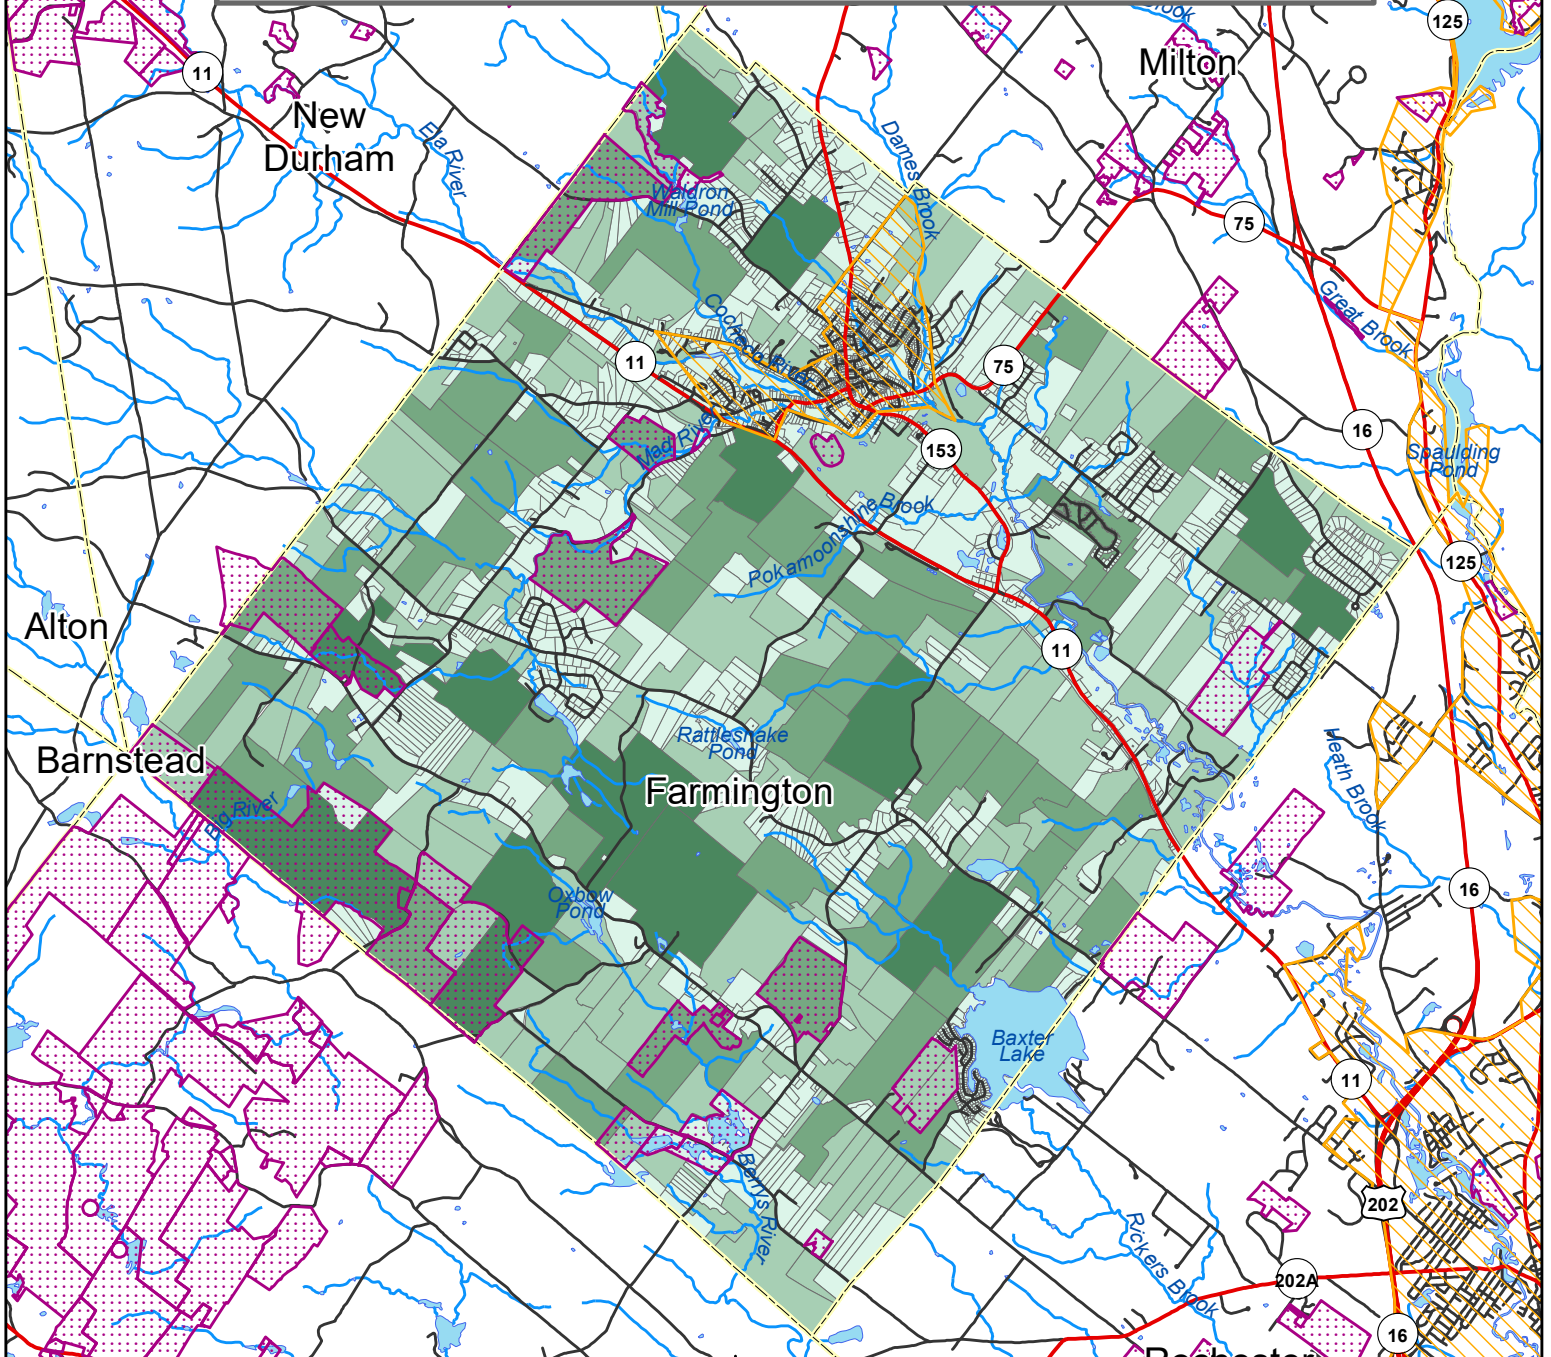 125
Brook
Milton
11
New
Durham
Ela River
Dames Brook
Waldron
Mill Pond
75
Great Brook
Cocheco River
11
75
16
Mad River
153
Spaulding
Pond
Pokamoonshine Brook
125
Alton
11
Rattlesnake
Pond
Barnstead
Farmington
Heath Brook
Big River
Oxbow
Pond
16
Baxter
Lake
11
Berrys River
202
Rickers Brook
202A
16
Rochester